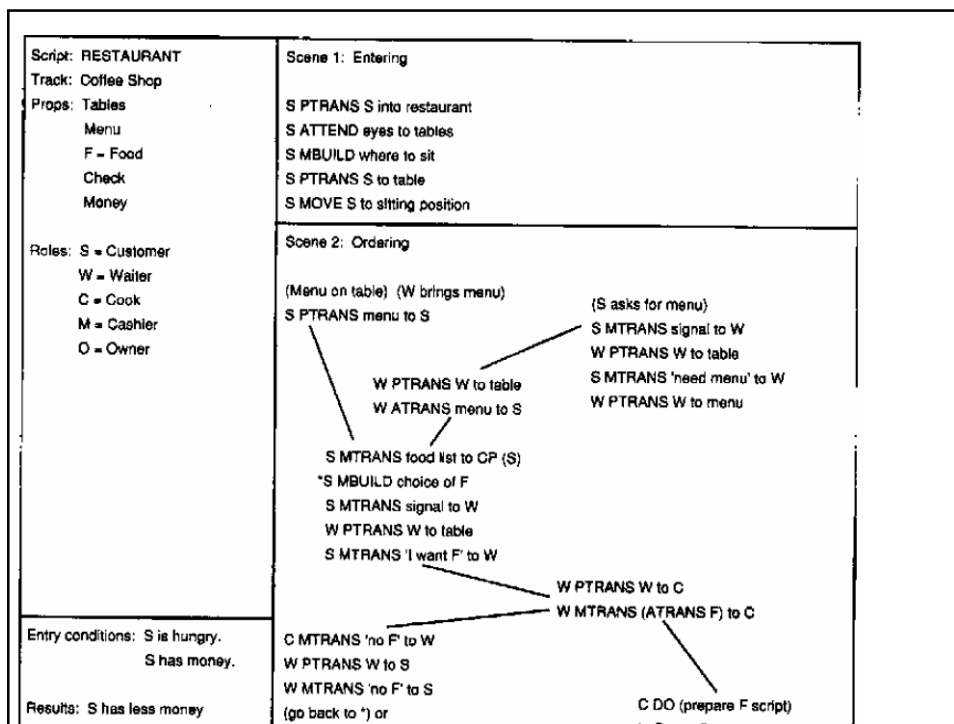 Script: RESTAURANT
Track: Coffee Shop
Props: Tables
Menu
F = Food
Check
Money
Roles: S = Customer
W = Waiter
C = Cook
M = Cashier
O = Owner
Entry conditions: S is hungry.
S has money.
Results: S has less money
Scene 1: Entering
S PTRANS S into restaurant
S ATTEND eyes to tables
S MBUILD where to sit
S PTRANS S to table
S MOVE S to sitting position
Scene 2: Ordering
(Menu on table) (W brings menu)
S PTRANS menu to S
(S asks for menu)
S MTRANS signal to W
W PTRANS W to table
S MTRANS 'need menu' to W
W PTRANS W to menu
W PTRANS W to table
W ATRANS menu to S
S MTRANS food list to CP (S)
*S MBUILD choice of F
S MTRANS signal to W
W PTRANS W to table
S MTRANS 'I want F' to W
W PTRANS W to C
W MTRANS (ATRANS F) to C
C MTRANS 'no F' to W
W PTRANS W to S
W MTRANS 'no F' to S
(go back to *) or
C DO (prepare F script)